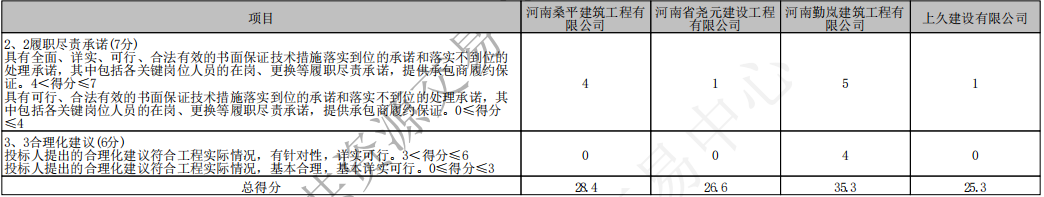 项目
河南桑平建筑工程有限公司
河南省尧元建设工程有限公司
河南勤岚建筑工程有限公司
上久建设有限公司
2、2履职尽责承诺(7分)
具有全面、详实、可行、合法有效的书面保证技术措施落实到位的承诺和落实不到位的
处理承诺，其中包括各关键岗位人员的在岗、更换等履职尽责承诺，提供承包商履约保
证。4<得分≤7
具有可行、合法有效的书面保证技术措施落实到位的承诺和落实不到位的处理承诺，其
中包括各关键岗位人员的在岗、更换等履职尽责承诺，提供承包商履约保证。0≤得分
≤4
4
1
5
1
3、3合理化建议(6分)
投标人提出的合理化建议符合工程实际情况，有针对性，详实可行。3<得分≤6
投标人提出的合理化建议符合工程实际情况，基本合理，基本详实可行。0≤得分≤3
0
0
4
0
总得分
28.4
26.6
35.3
25.3
共资源交易
易中心